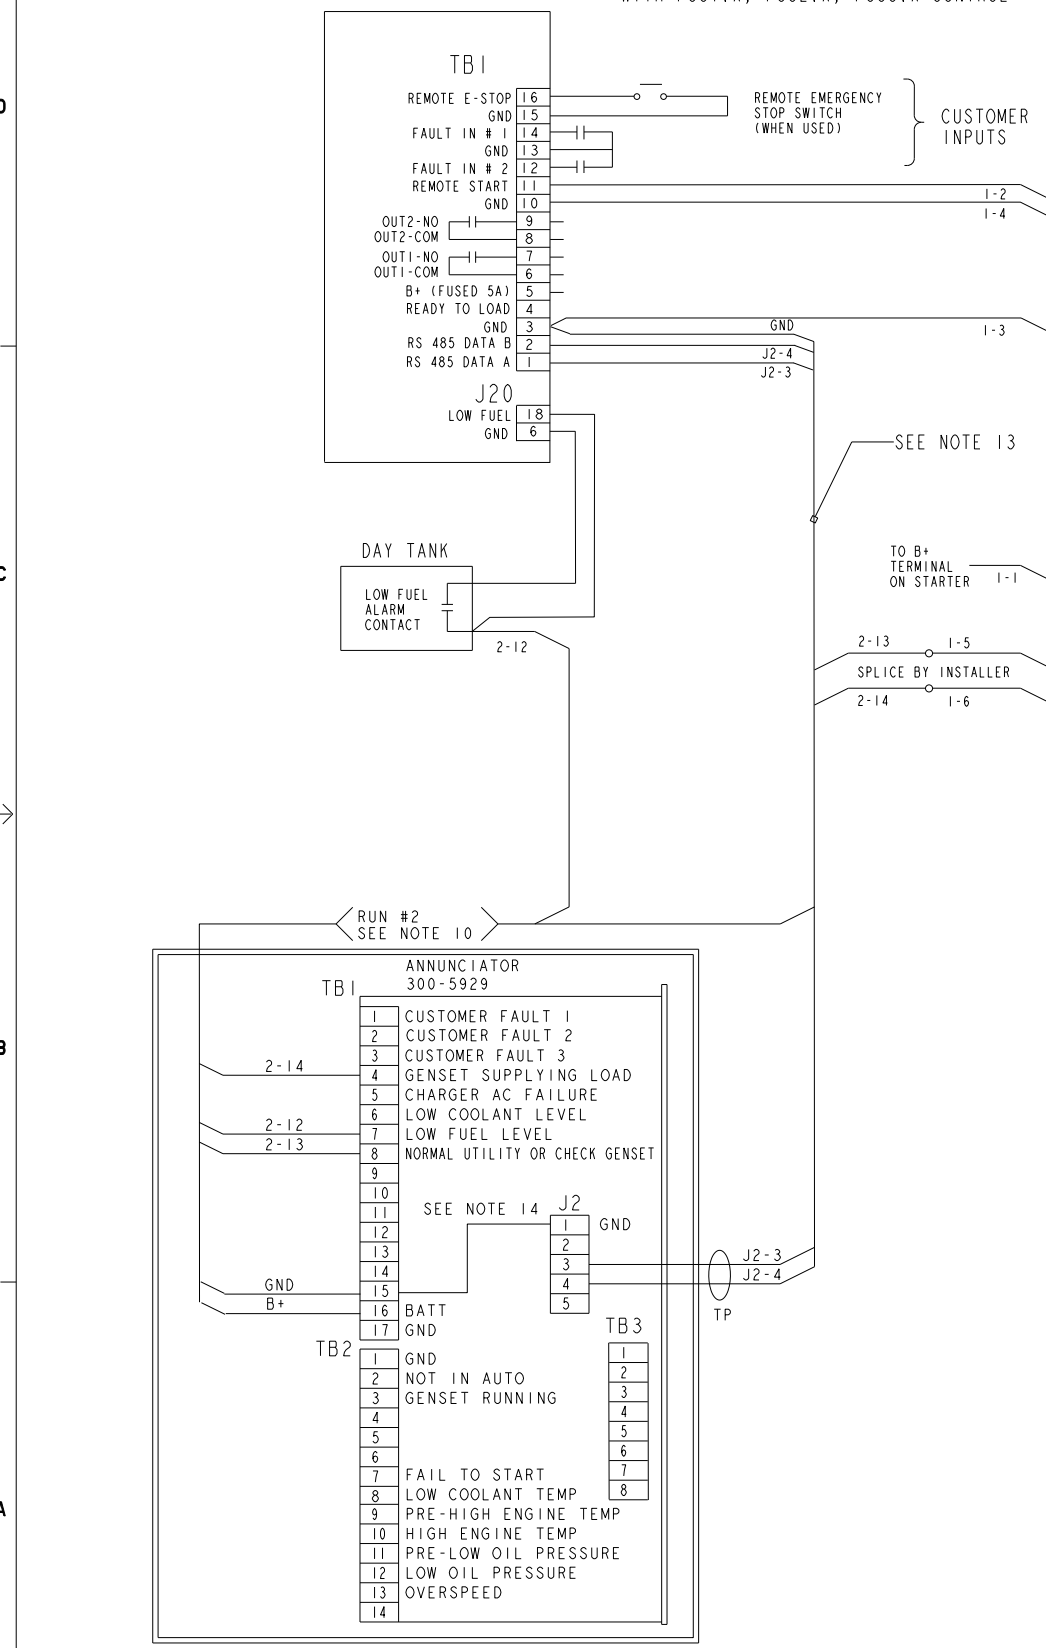 TB1
REMOTE E-STOP 16
GND 15
FAULT IN # 1 14
GND 13
FAULT IN # 2 12
REMOTE START 11
GND 10
OUT2-NO 9
OUT2-COM 8
OUT1-NO 7
OUT1-COM 6
B+ (FUSED 5A) 5
READY TO LOAD 4
GND 3
RS 485 DATA B 2
RS 485 DATA A 1
J20
LOW FUEL 18
GND 6
REMOTE EMERGENCY
STOP SWITCH
(WHEN USED)
CUSTOMER
INPUTS
1-2
1-4
GND
1-3
J2-4
J2-3
SEE NOTE 13
D
C
B
A
DAY TANK
LOW FUEL
ALARM
CONTACT
2-12
TO B+
TERMINAL
ON STARTER
1-1
2-13 1-5
SPLICE BY INSTALLER
2-14 1-6
RUN #2
SEE NOTE 10
ANNUNCIATOR
300-5929
TB1
1 CUSTOMER FAULT 1
2 CUSTOMER FAULT 2
3 CUSTOMER FAULT 3
2-14 4 GENSET SUPPLYING LOAD
5 CHARGER AC FAILURE
6 LOW COOLANT LEVEL
2-12 7 LOW FUEL LEVEL
2-13 8 NORMAL UTILITY OR CHECK GENSET
9
10
11
12
13
14
GND 15
B+ 16 BATT
17 GND
SEE NOTE 14
J2
1 GND
2
3
4
5
J2-3
J2-4
TP
TB2
1 GND
2 NOT IN AUTO
3 GENSET RUNNING
4
5
6
7 FAIL TO START
8 LOW COOLANT TEMP
9 PRE-HIGH ENGINE TEMP
10 HIGH ENGINE TEMP
11 PRE-LOW OIL PRESSURE
12 LOW OIL PRESSURE
13 OVERSPEED
14
TB3
1
2
3
4
5
6
7
8